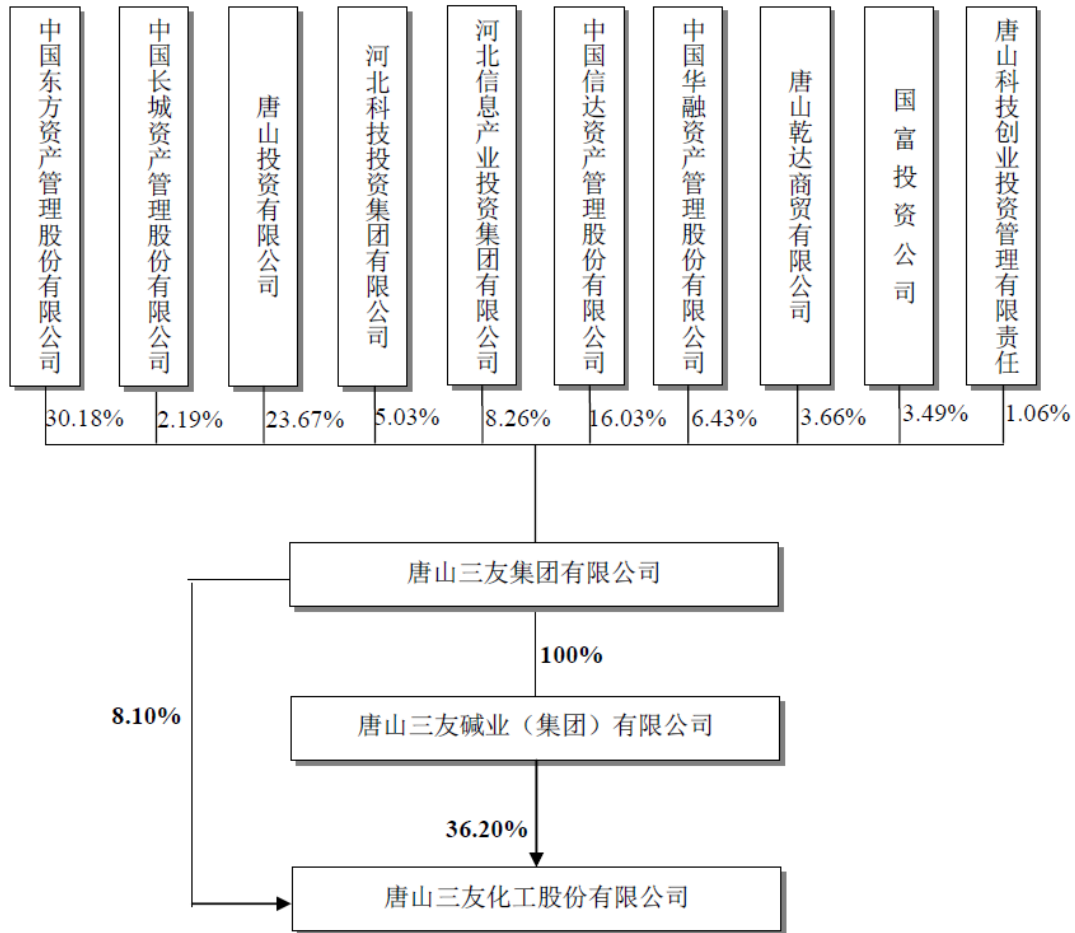 中国东方资产管理股份有限公司
中国长城资产管理股份有限公司
唐山投资有限公司
河北科技投资集团有限公司
河北信息产业投资集团有限公司
中国信达资产管理股份有限公司
中国华融资产管理股份有限公司
唐山乾达商贸有限公司
国富投资公司
唐山科技创业投资管理有限责任
30.18%
2.19%
23.67%
5.03%
8.26%
16.03%
6.43%
3.66%
3.49%
1.06%
唐山三友集团有限公司
100%
8.10%
唐山三友碱业（集团）有限公司
36.20%
唐山三友化工股份有限公司